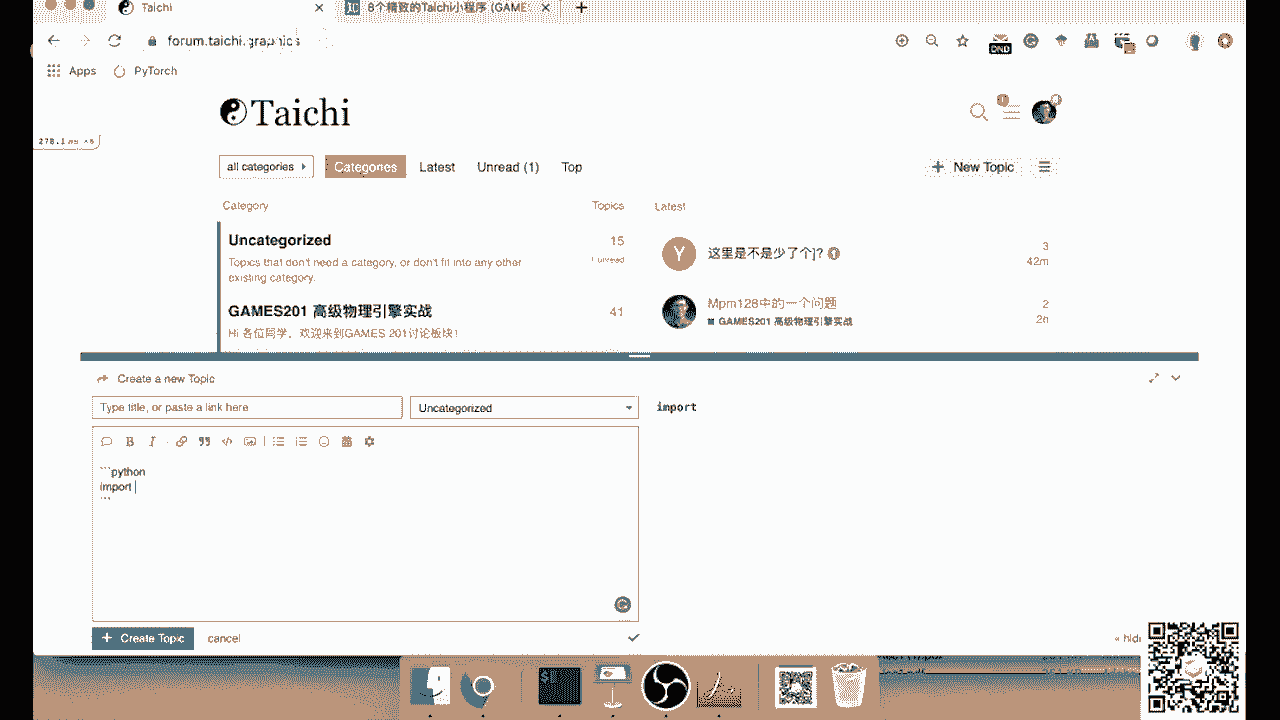 Taichi
8个精致的Taichi小程序 (GAME
forum.taichi.graphics
DND
Apps
PyTorch
Taichi
278.1 ms ×5
all categories
Categories
Latest
Unread (1)
Top
New Topic
Category
Topics
Latest
Uncategorized
15
Topics that don't need a category, or don't fit into any other
1 unread
existing category.
Y
这里是不是少了个]?
3
42m
GAMES201 高级物理引擎实战
41
Hi 各位同学，欢迎来到GAMES 201讨论板块!
Mpm128中的一个问题
2
GAMES201 高级物理引擎实战
2h
Create a new Topic
Type title, or paste a link here
Uncategorized
import
B
I
```python
import
```
Create Topic
cancel
« hid